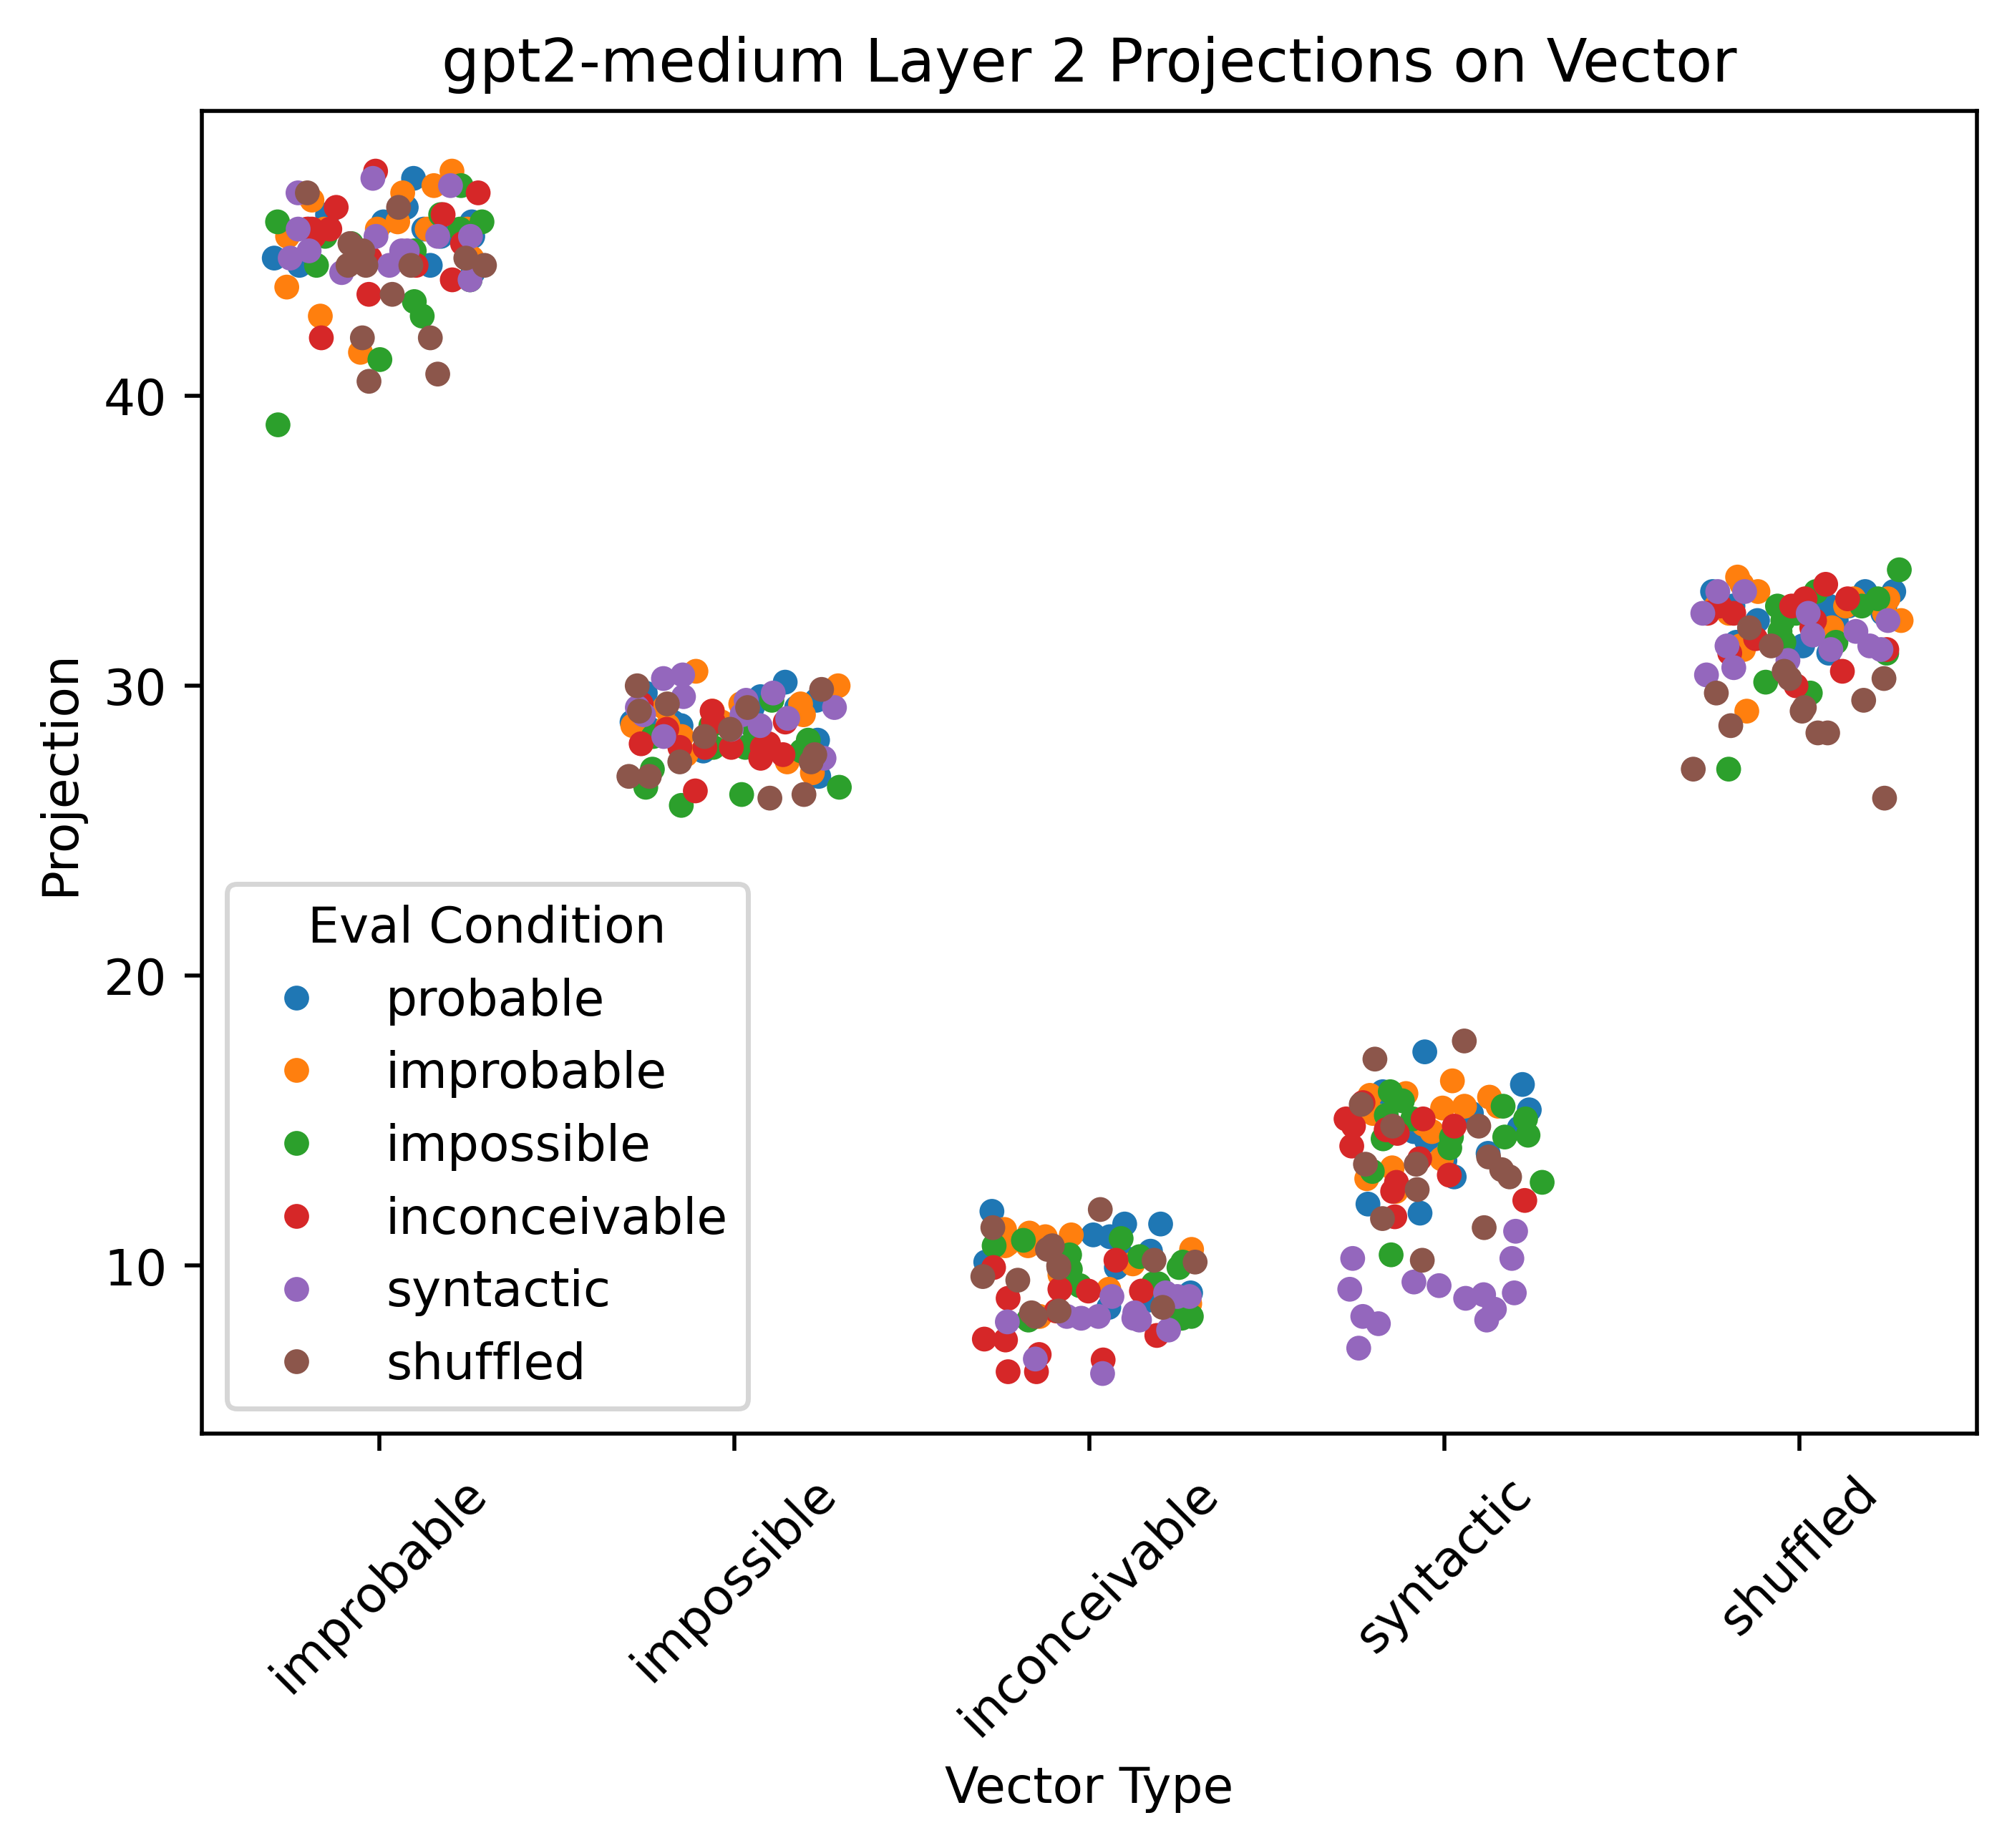 gpt2-medium Layer 2 Projections on Vector
Projection
40
30
20
10
Eval Condition
probable
improbable
impossible
inconceivable
syntactic
shuffled
improbable
impossible
inconceivable
syntactic
shuffled
Vector Type